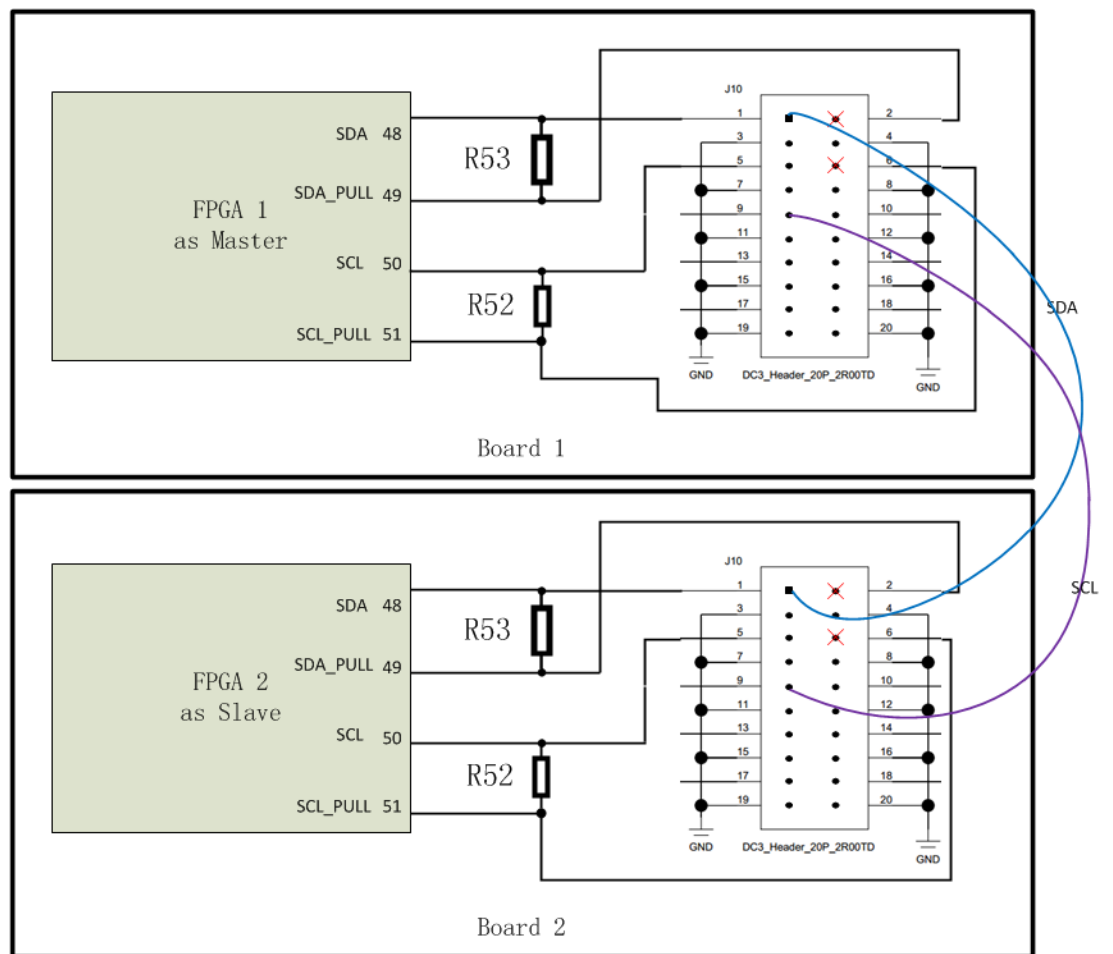 J10
1 2
SDA 48
3 4
R53
5 6
7 8
SDA_PULL 49
9 10
FPGA 1
as Master
11 12
SCL 50
13 14
15 16
R52
17 18
SDA
SCL_PULL 51
19 20
GND DC3_Header_20P_2R00TD GND
Board 1
J10
1 2
SCL
SDA 48
3 4
R53
5 6
7 8
SDA_PULL 49
9 10
FPGA 2
as Slave
11 12
SCL 50
13 14
15 16
R52
17 18
SCL_PULL 51
19 20
GND DC3_Header_20P_2R00TD GND
Board 2